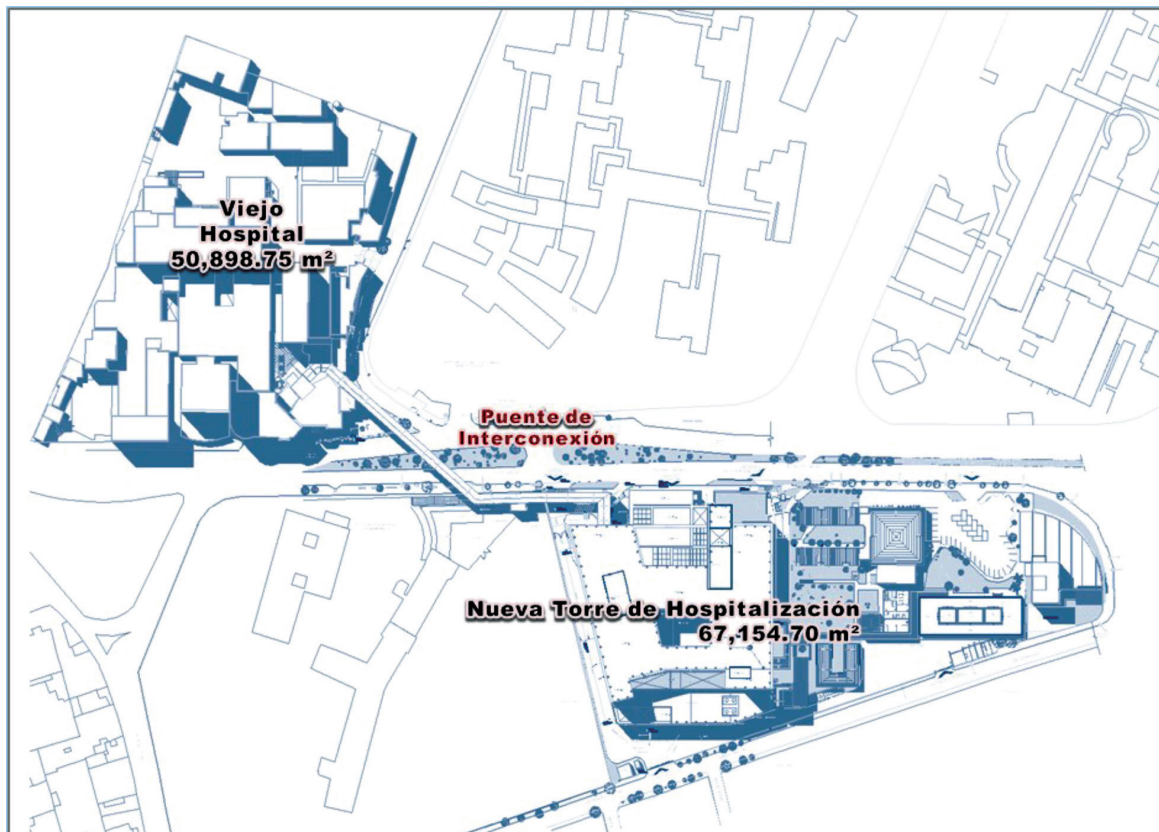 Viejo
Hospital
50,898.75 m²
Puente de
Interconexión
Nueva Torre de Hospitalización
67,154.70 m²